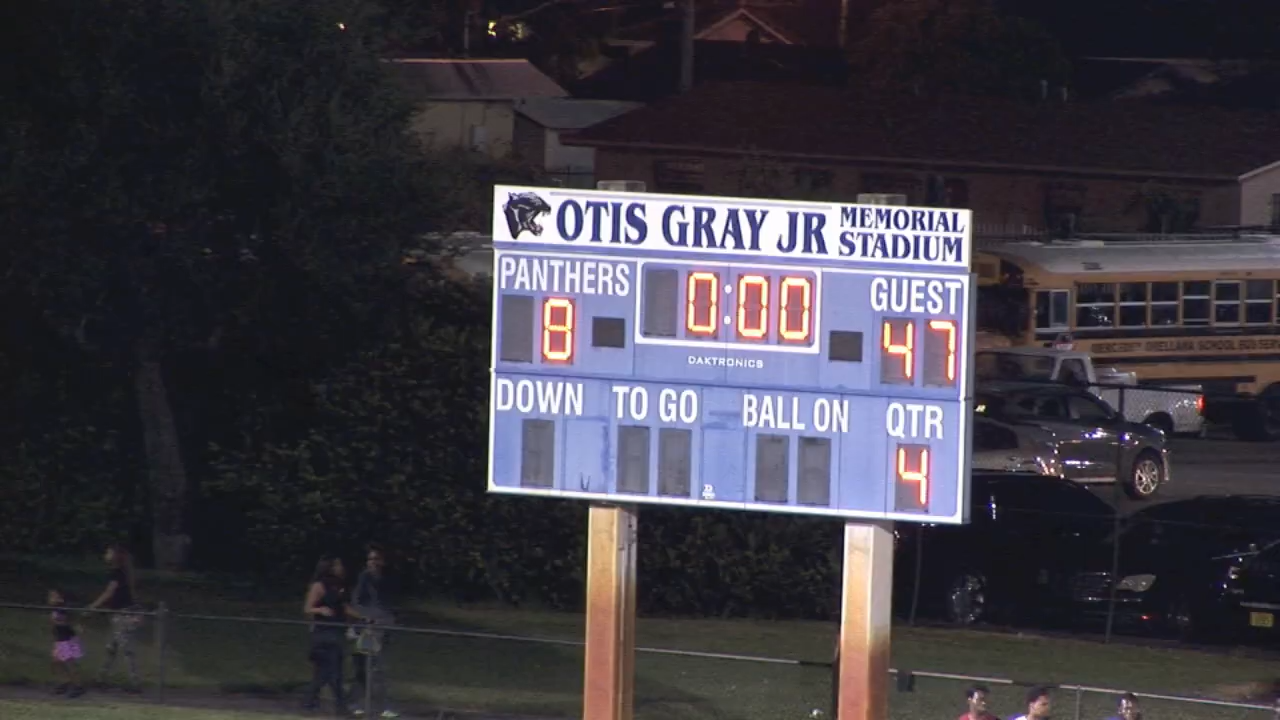 OTIS GRAY JR MEMORIAL STADIUM
PANTHERS 0:00 GUEST
8 47
DAKTRONICS
DOWN TO GO BALL ON QTR
4